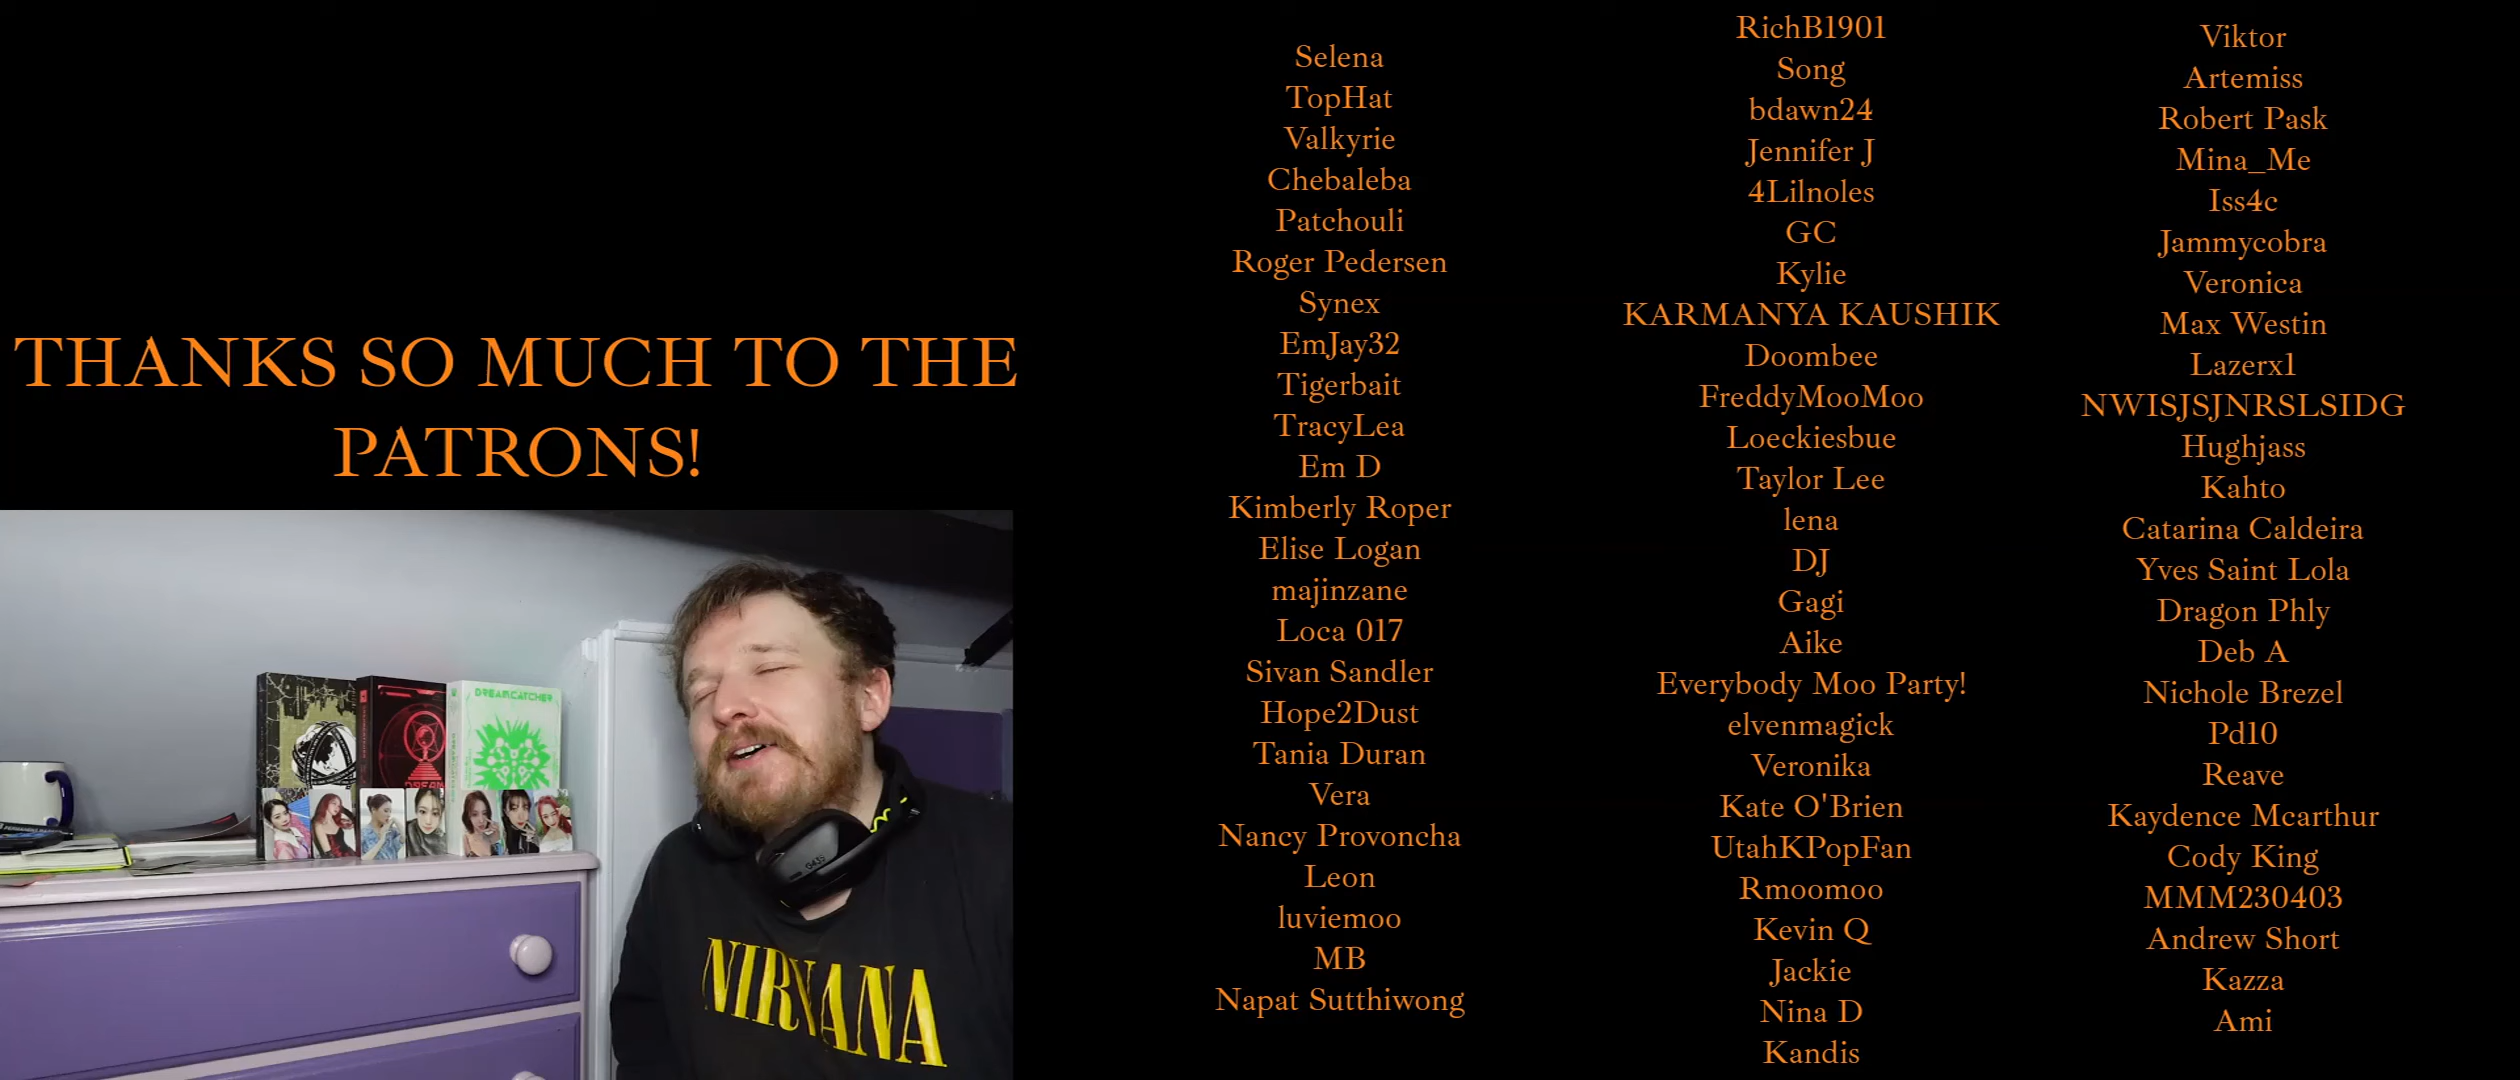 THANKS SO MUCH TO THE
PATRONS!
DREAMCATCHER
DREAM
G435
NIRVANA
Selena
TopHat
Valkyrie
Chebaleba
Patchouli
Roger Pedersen
Synex
EmJay32
Tigerbait
TracyLea
Em D
Kimberly Roper
Elise Logan
majinzane
Loca 017
Sivan Sandler
Hope2Dust
Tania Duran
Vera
Nancy Provoncha
Leon
luviemoo
MB
Napat Sutthiwong
RichB1901
Song
bdawn24
Jennifer J
4Lilnoles
GC
Kylie
KARMANYA KAUSHIK
Doombee
FreddyMooMoo
Loeckiesbue
Taylor Lee
lena
DJ
Gagi
Aike
Everybody Moo Party!
elvenmagick
Veronika
Kate O'Brien
UtahKPopFan
Rmoomoo
Kevin Q
Jackie
Nina D
Kandis
Viktor
Artemiss
Robert Pask
Mina_Me
Iss4c
Jammycobra
Veronica
Max Westin
Lazerx1
NWISJSJNRSLSIDG
Hughjass
Kahto
Catarina Caldeira
Yves Saint Lola
Dragon Phly
Deb A
Nichole Brezel
Pd10
Reave
Kaydence Mcarthur
Cody King
MMM230403
Andrew Short
Kazza
Ami